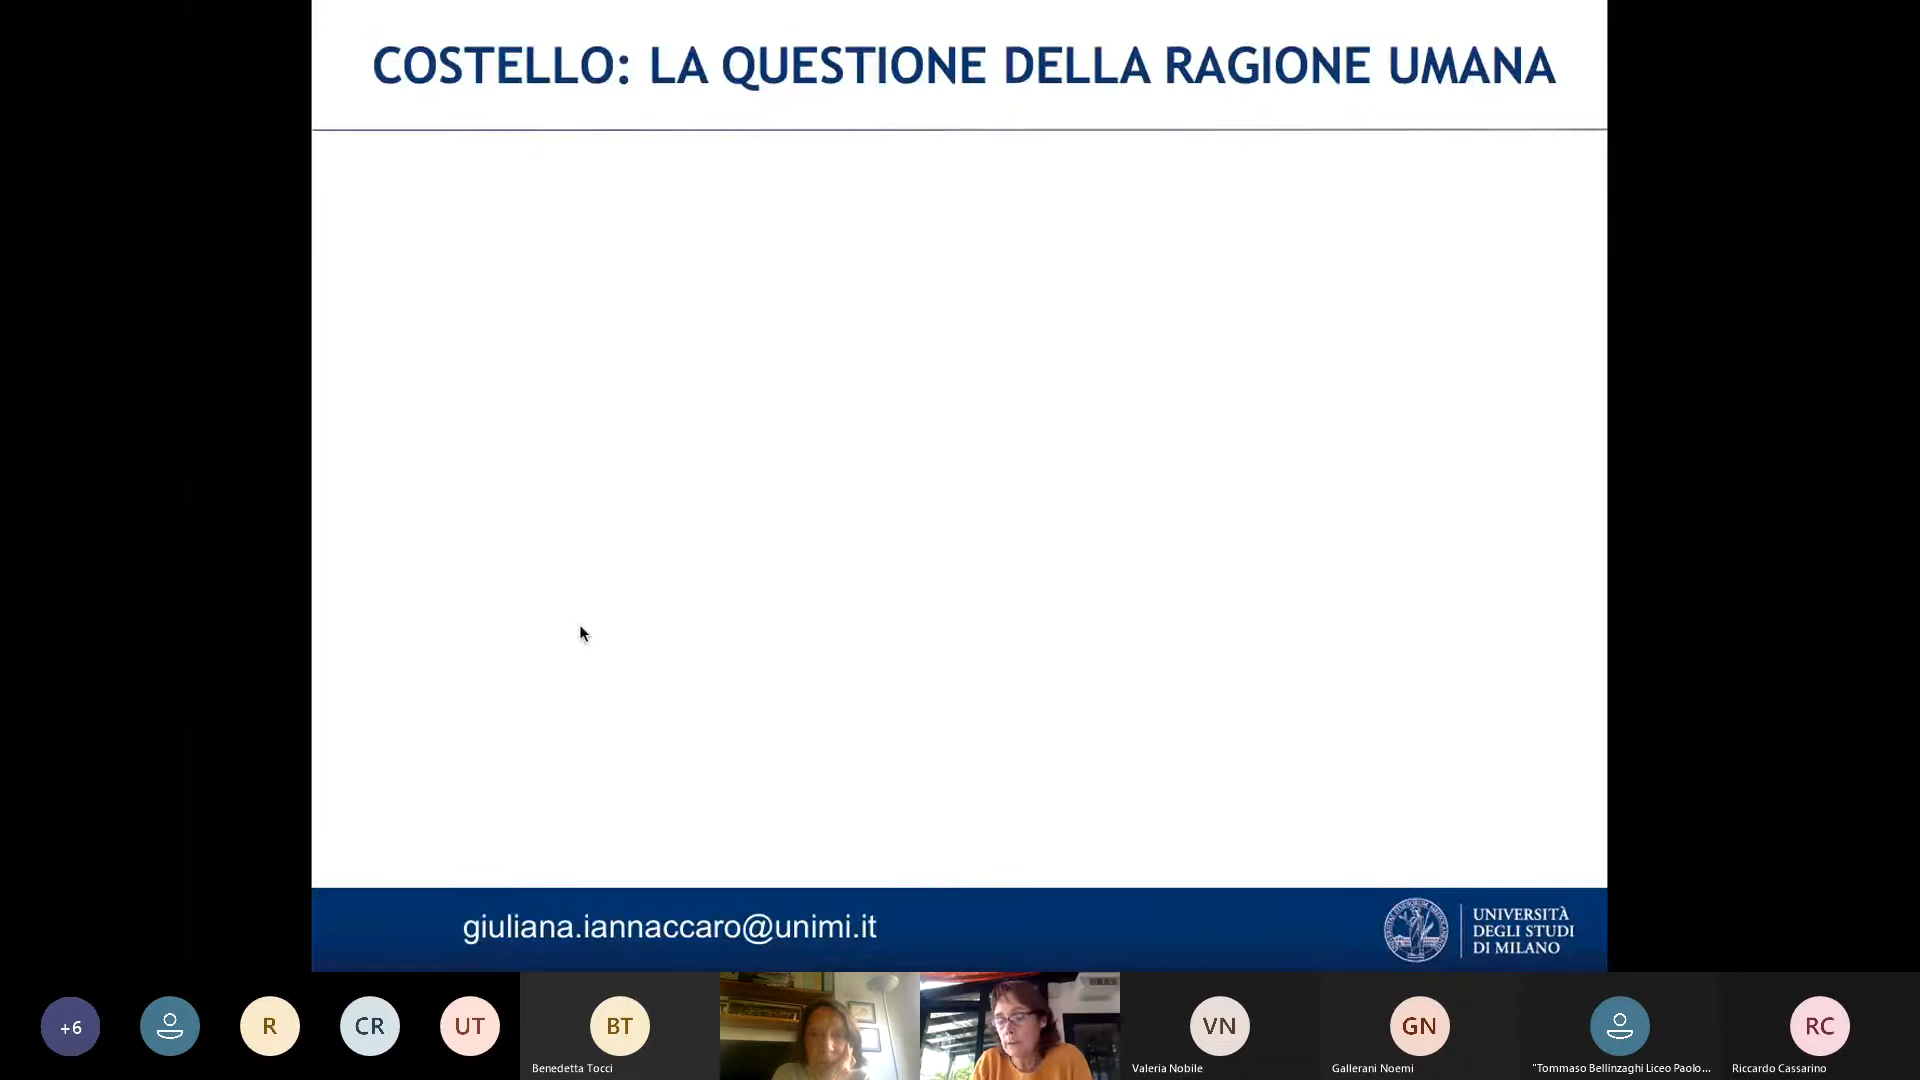 COSTELLO: LA QUESTIONE DELLA RAGIONE UMANA
giuliana.iannaccaro@unimi.it
UNIVERSITÀ
DEGLI STUDI
DI MILANO
+6
R
CR
UT
BT
VN
GN
RC
Benedetta Tocci
Valeria Nobile
Gallerani Noemi
"Tommaso Bellinzaghi Liceo Paolo...
Riccardo Cassarino